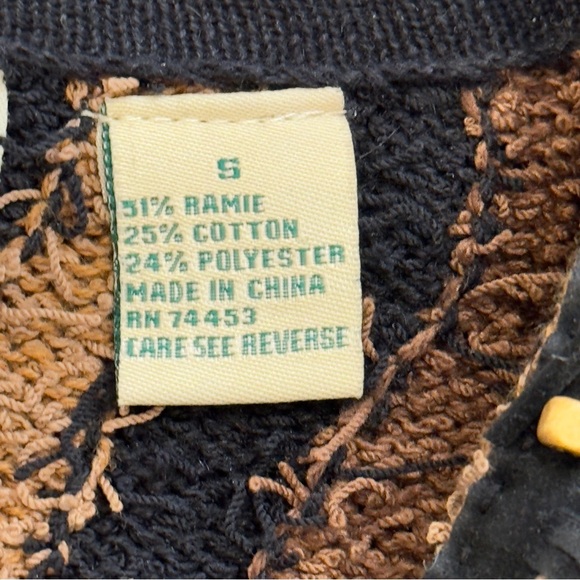 S
51% RAMIE
25% COTTON
24% POLYESTER
MADE IN CHINA
RN 74453
CARE SEE REVERSE